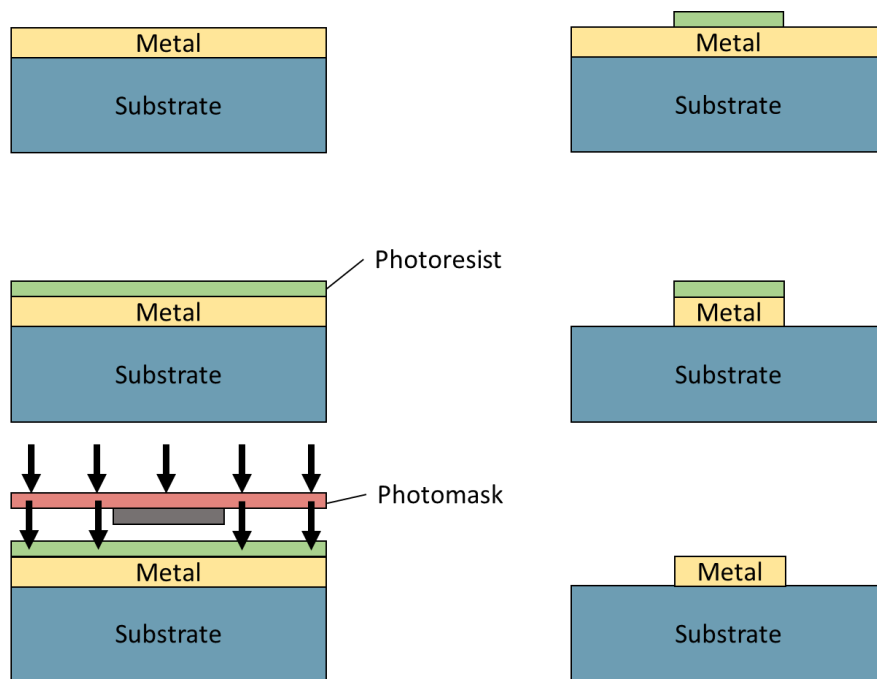 Metal
Substrate
Photoresist
Metal
Substrate
Photomask
Metal
Substrate
Metal
Substrate
Metal
Substrate
Metal
Substrate